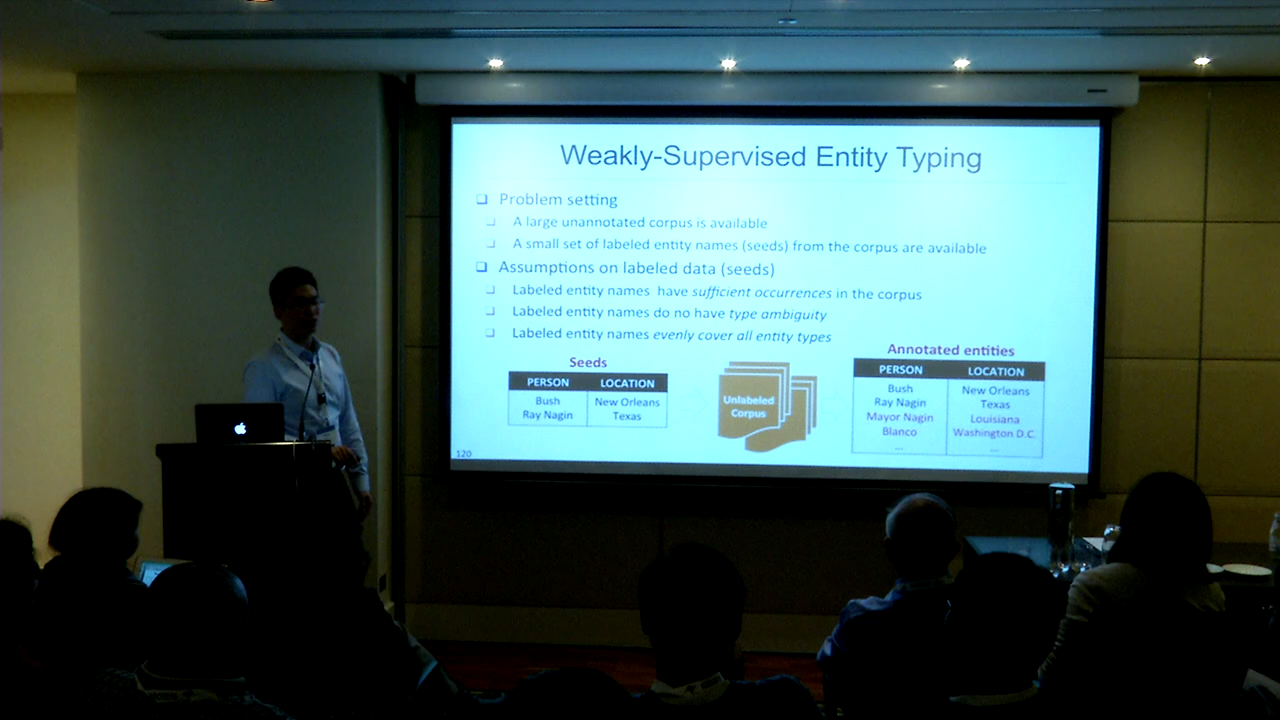 Weakly-Supervised Entity Typing
Problem setting
A large unannotated corpus is available
A small set of labeled entity names (seeds) from the corpus are available
Assumptions on labeled data (seeds)
Labeled entity names have sufficient occurrences in the corpus
Labeled entity names do no have type ambiguity
Labeled entity names evenly cover all entity types
Seeds
PERSON LOCATION
Bush New Orleans
Ray Nagin Texas
Unlabeled
Corpus
Annotated entities
PERSON LOCATION
Bush New Orleans
Ray Nagin Texas
Mayor Nagin Louisiana
Blanco Washington D.C.
... ...
120